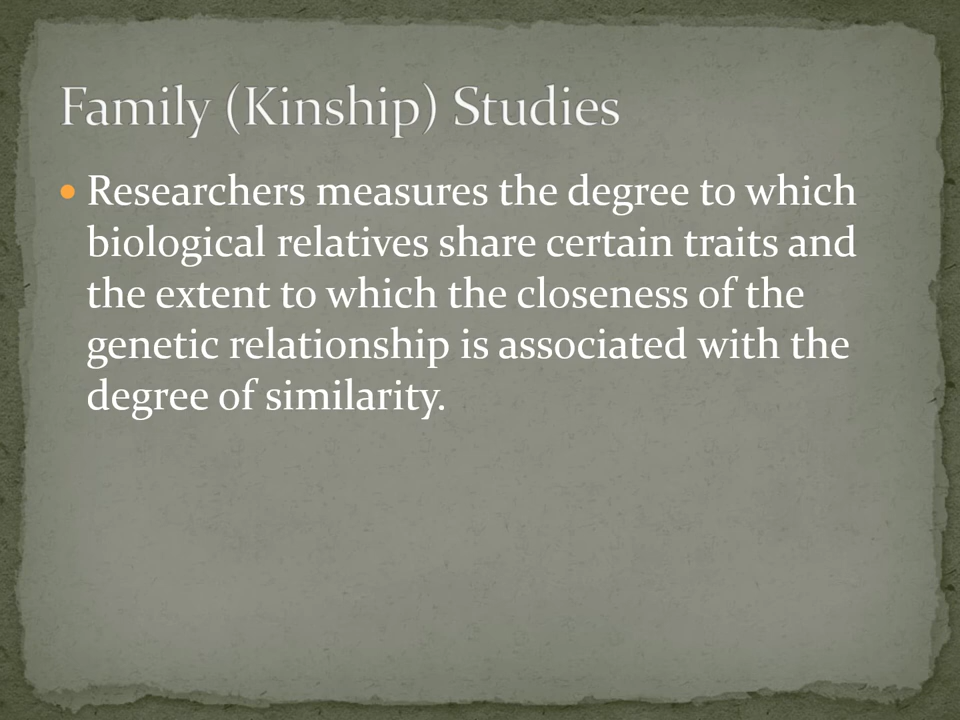 Family (Kinship) Studies
Researchers measures the degree to which
biological relatives share certain traits and
the extent to which the closeness of the
genetic relationship is associated with the
degree of similarity.